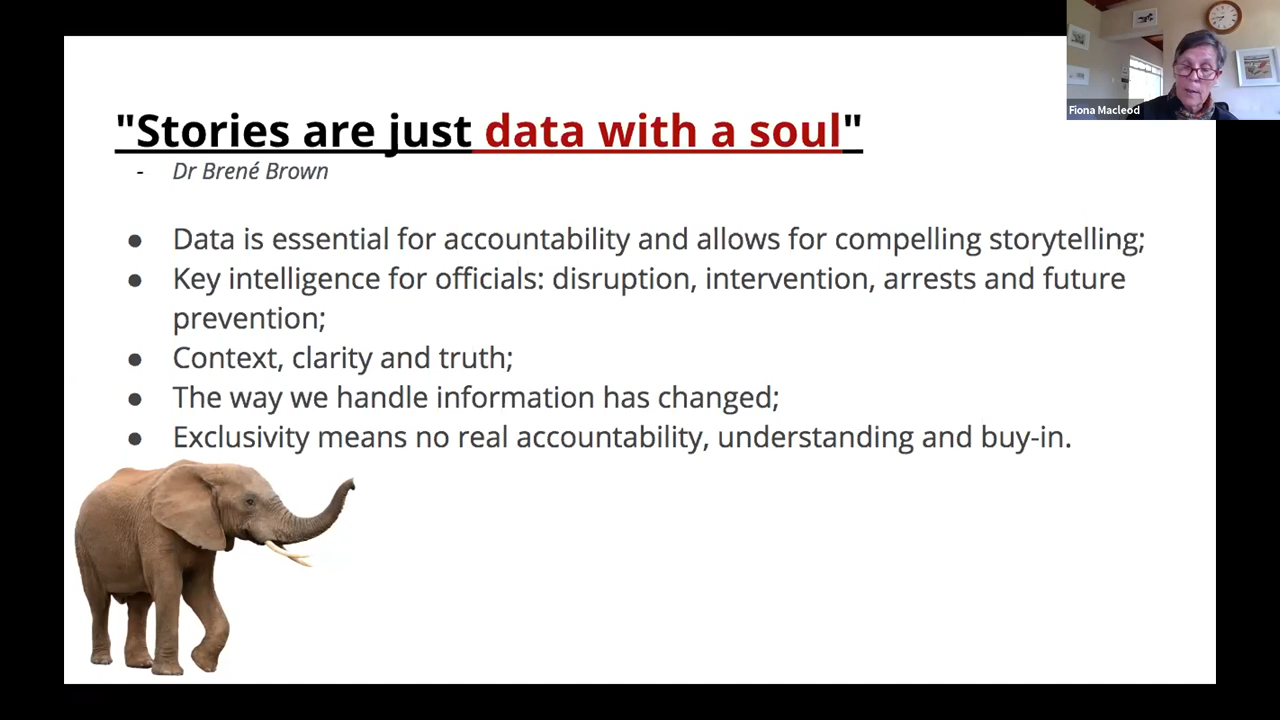 "Stories are just data with a soul"
- Dr Brené Brown
● Data is essential for accountability and allows for compelling storytelling;
● Key intelligence for officials: disruption, intervention, arrests and future
prevention;
● Context, clarity and truth;
● The way we handle information has changed;
● Exclusivity means no real accountability, understanding and buy-in.
Fiona Macleod